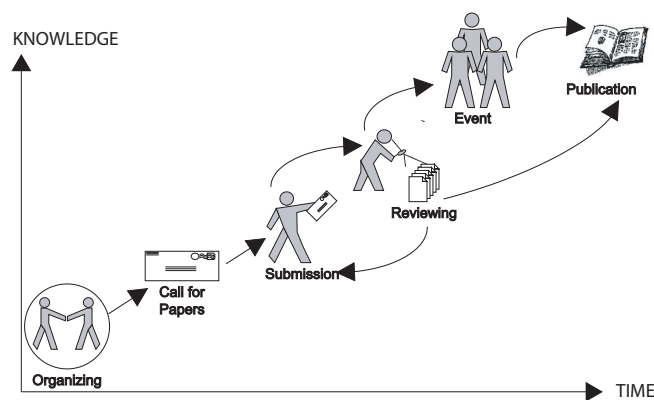 KNOWLEDGE
Publication
Event
Reviewing
Submission
Call for
Papers
Organizing
TIME